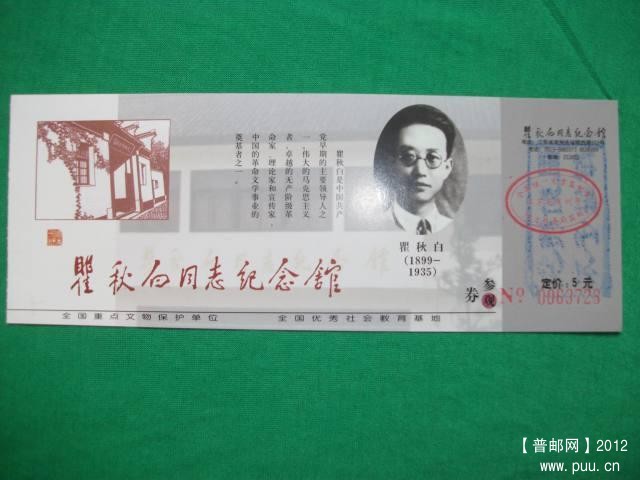 瞿秋白是中国共产
党早期的主要领导人之
一，伟大的马克思主义
者，卓越的无产阶级革
命家、理论家和宣传家，
中国的革命文学事业的
奠基者之一。
瞿秋白
(1899-
1935)
瞿秋白同志纪念馆
参观
券
全国重点文物保护单位 全国优秀社会教育基地
瞿秋白同志纪念馆
定价：5元
No 0063728
【普邮网】2012
www.puu.cn